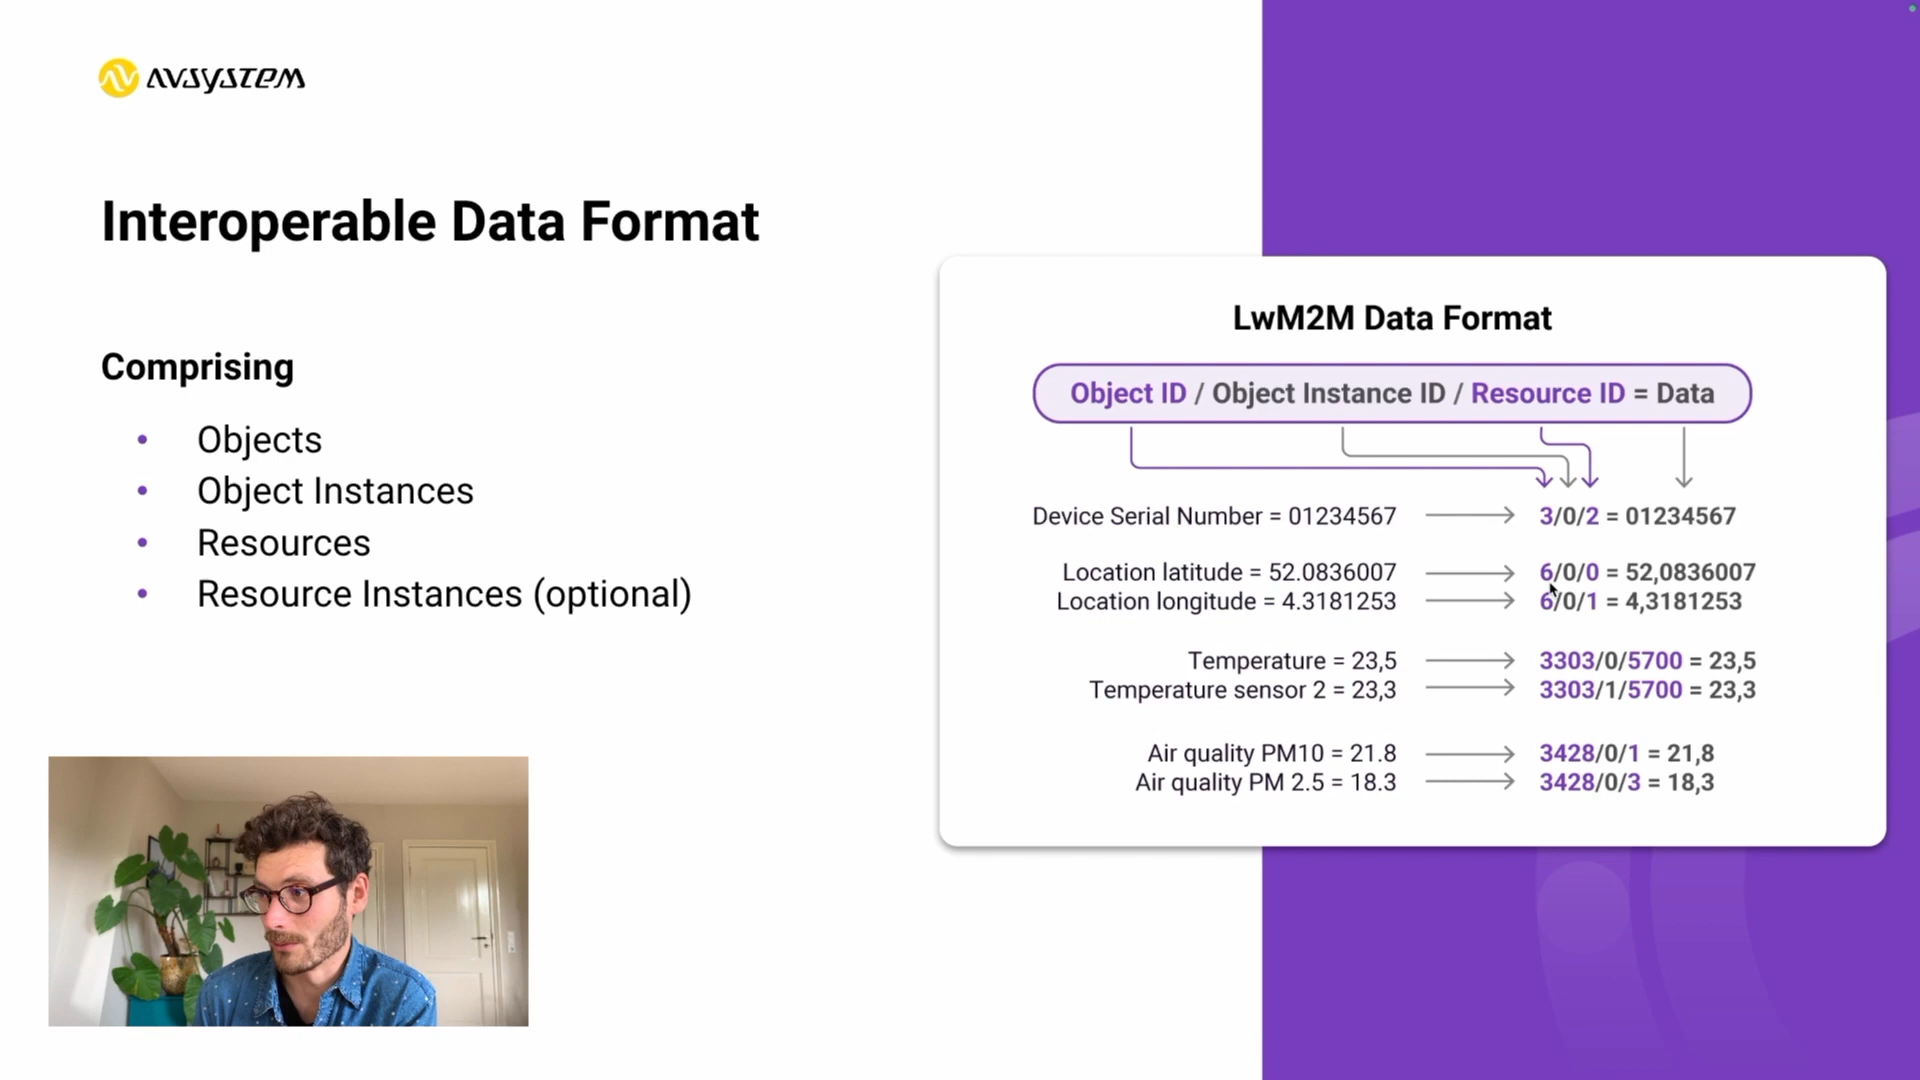 AVSYSTEM
Interoperable Data Format
Comprising
• Objects
• Object Instances
• Resources
• Resource Instances (optional)
LwM2M Data Format
Object ID / Object Instance ID / Resource ID = Data
Device Serial Number = 01234567 3/0/2 = 01234567
Location latitude = 52.0836007 6/0/0 = 52,0836007
Location longitude = 4.3181253 6/0/1 = 4,3181253
Temperature = 23,5 3303/0/5700 = 23,5
Temperature sensor 2 = 23,3 3303/1/5700 = 23,3
Air quality PM10 = 21.8 3428/0/1 = 21,8
Air quality PM 2.5 = 18.3 3428/0/3 = 18,3